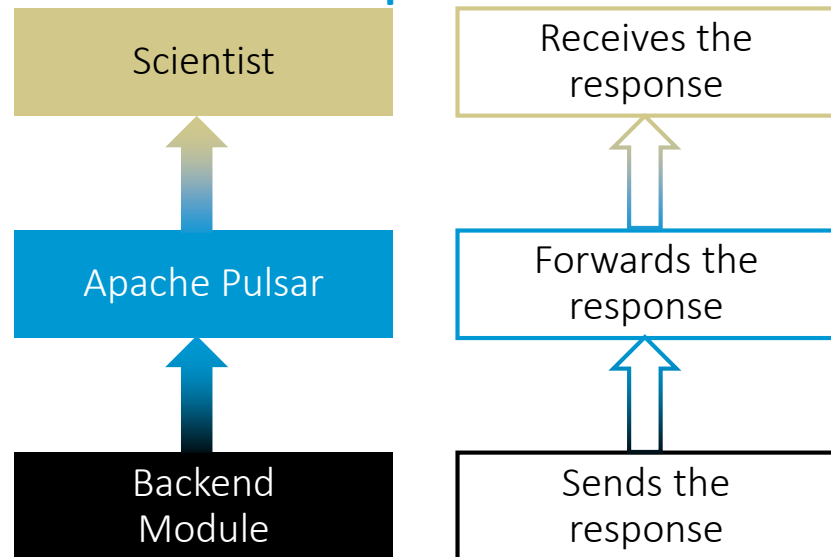 Scientist
Receives the
response
Apache Pulsar
Forwards the
response
Backend
Module
Sends the
response